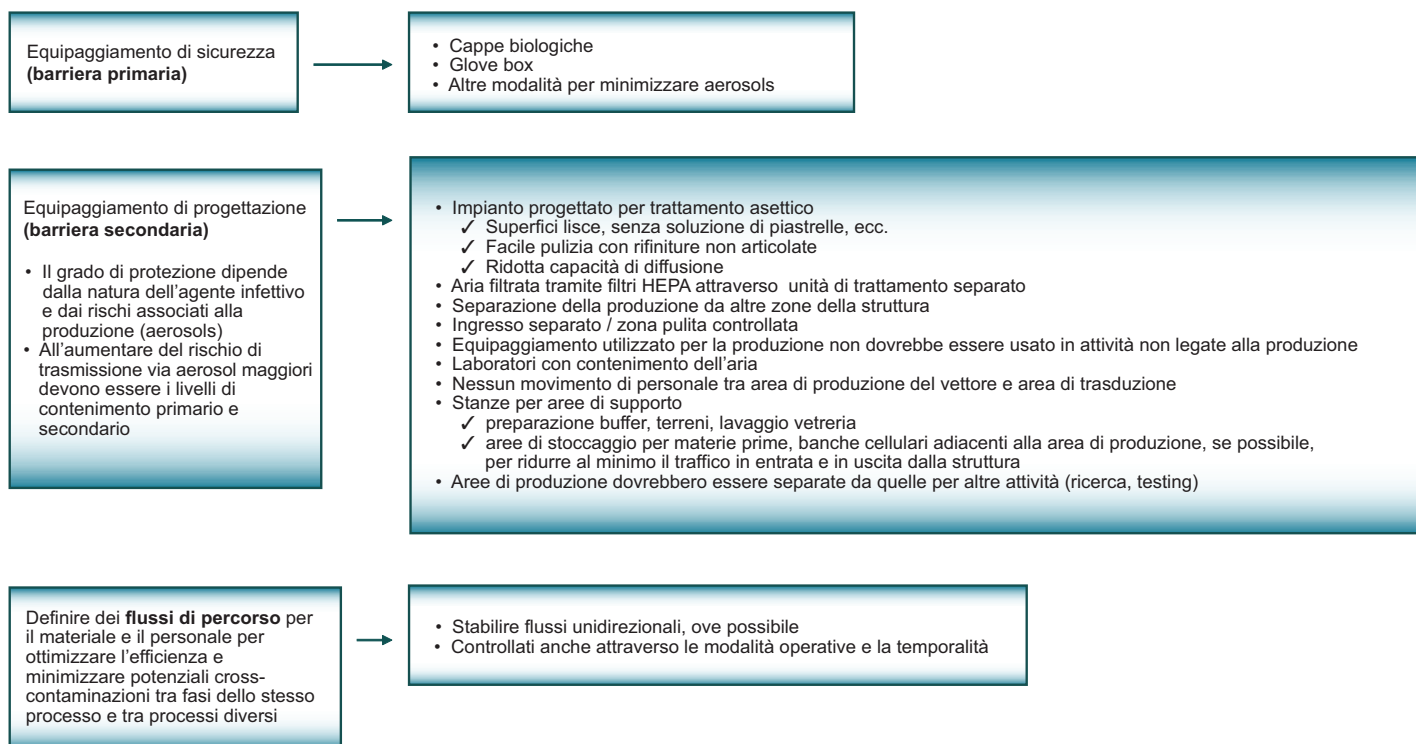 Equipaggiamento di sicurezza
(barriera primaria)
• Cappe biologiche
• Glove box
• Altre modalità per minimizzare aerosols
Equipaggiamento di progettazione
(barriera secondaria)
• Il grado di protezione dipende
dalla natura dell'agente infettivo
e dai rischi associati alla
produzione (aerosols)
• All'aumentare del rischio di
trasmissione via aerosol maggiori
devono essere i livelli di
contenimento primario e
secondario
• Impianto progettato per trattamento asettico
✓ Superfici lisce, senza soluzione di piastrelle, ecc.
✓ Facile pulizia con rifiniture non articolate
✓ Ridotta capacità di diffusione
• Aria filtrata tramite filtri HEPA attraverso unità di trattamento separato
• Separazione della produzione da altre zone della struttura
• Ingresso separato / zona pulita controllata
• Equipaggiamento utilizzato per la produzione non dovrebbe essere usato in attività non legate alla produzione
• Laboratori con contenimento dell'aria
• Nessun movimento di personale tra area di produzione del vettore e area di trasduzione
• Stanze per aree di supporto
✓ preparazione buffer, terreni, lavaggio vetreria
✓ aree di stoccaggio per materie prime, banche cellulari adiacenti alla area di produzione, se possibile,
per ridurre al minimo il traffico in entrata e in uscita dalla struttura
• Aree di produzione dovrebbero essere separate da quelle per altre attività (ricerca, testing)
Definire dei flussi di percorso per
il materiale e il personale per
ottimizzare l'efficienza e
minimizzare potenziali cross-
contaminazioni tra fasi dello stesso
processo e tra processi diversi
• Stabilire flussi unidirezionali, ove possibile
• Controllati anche attraverso le modalità operative e la temporalità